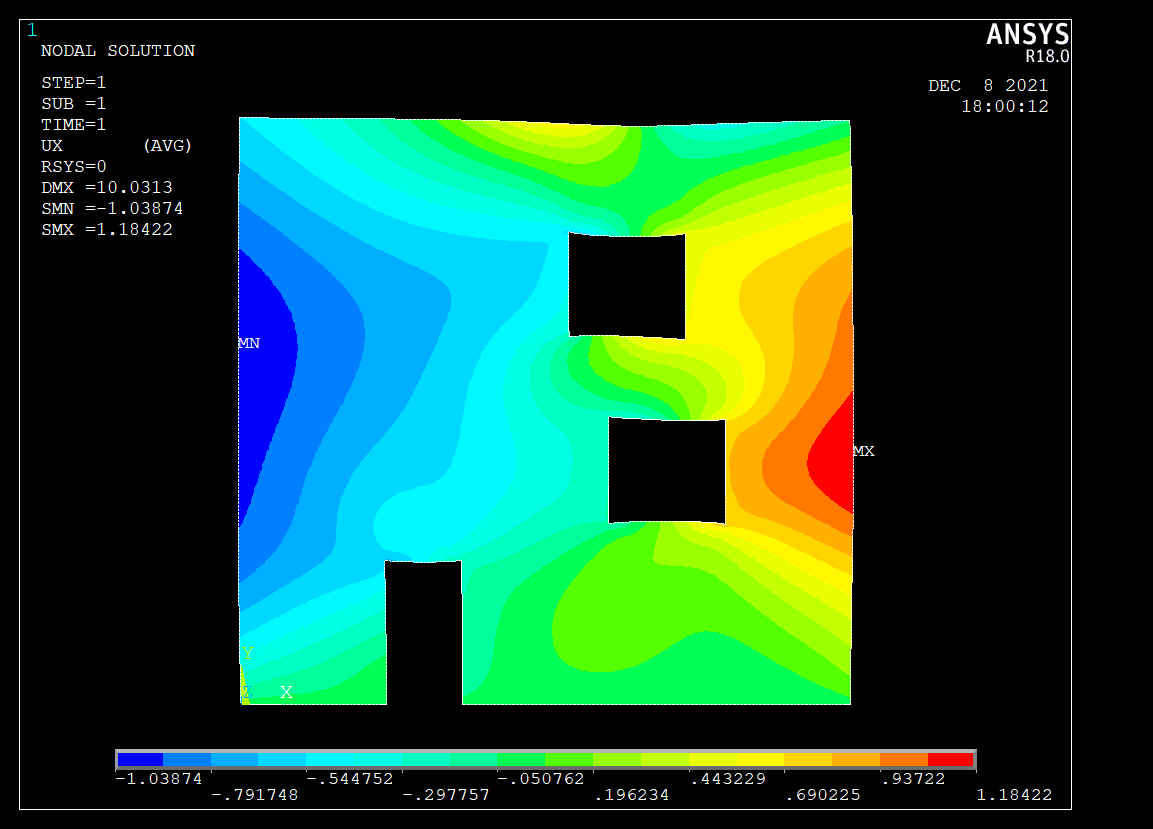 1
NODAL SOLUTION
STEP=1
SUB =1
TIME=1
UX (AVG)
RSYS=0
DMX =10.0313
SMN =-1.03874
SMX =1.18422
ANSYS
R18.0
DEC 8 2021
18:00:12
MN
MX
Y
Z X
-1.03874 -.544752 -.050762 .443229 .93722
-.791748 -.297757 .196234 .690225 1.18422